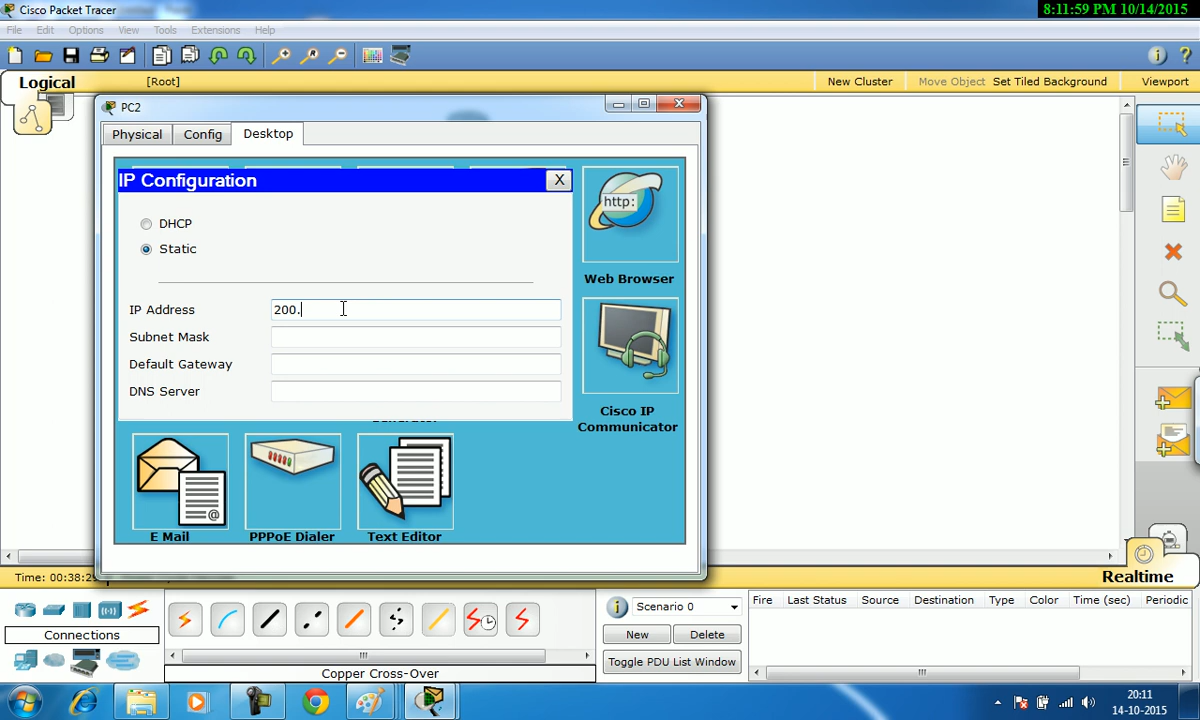 Cisco Packet Tracer
8:11:59 PM 10/14/2015
File Edit Options View Tools Extensions Help
Logical
[Root]
New Cluster
Move Object
Set Tiled Background
Viewport
PC2
Physical
Config
Desktop
IP Configuration
X
DHCP
Static
IP Address
200.
Subnet Mask
Default Gateway
DNS Server
http:
Web Browser
Cisco IP
Communicator
@
E Mail
PPPoE Dialer
Text Editor
Time: 00:38:29
Realtime
Scenario 0
Fire Last Status Source Destination Type Color Time (sec) Periodic
Connections
New
Delete
Toggle PDU List Window
Copper Cross-Over
20:11
14-10-2015